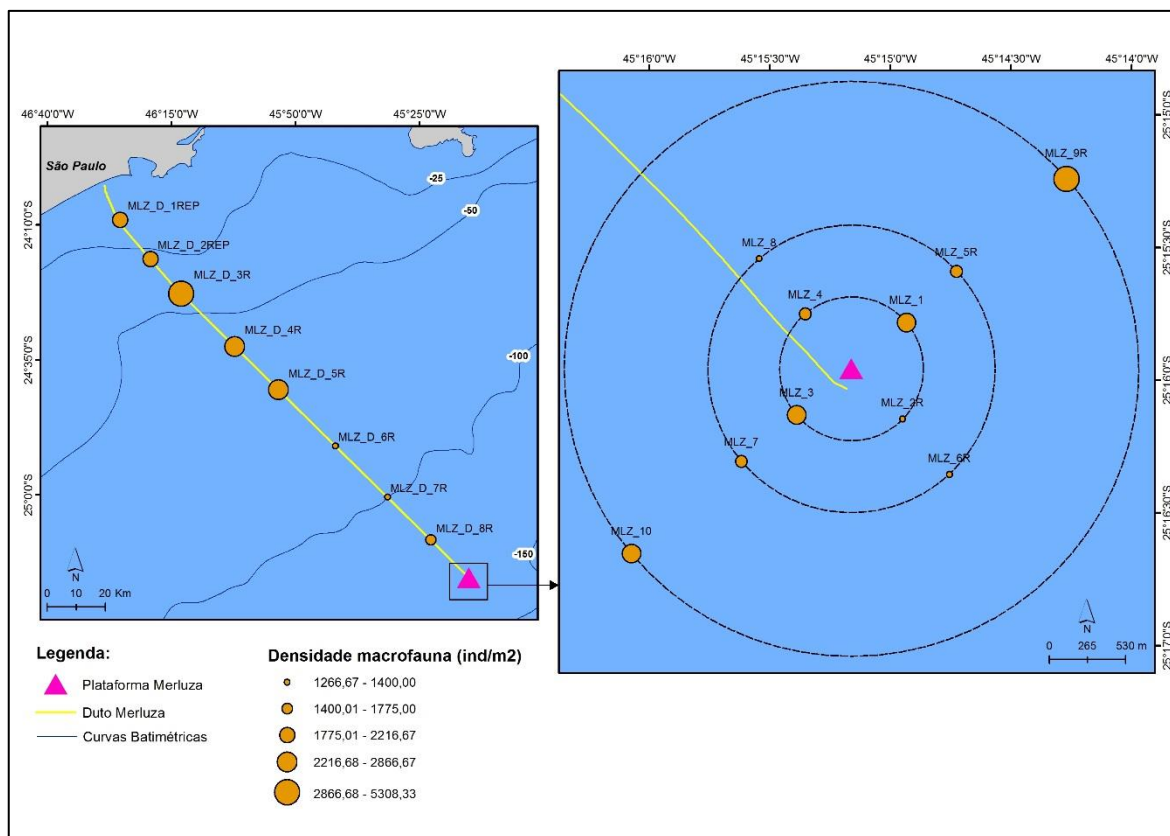 46°40'0"W
46°15'0"W
45°50'0"W
45°25'0"W
24°10'0"S
24°35'0"S
25°0'0"S
São Paulo
-25
-50
-100
-150
MLZ_D_1REP
MLZ_D_2REP
MLZ_D_3R
MLZ_D_4R
MLZ_D_5R
MLZ_D_6R
MLZ_D_7R
MLZ_D_8R
N
0 10 20 Km
45°16'0"W
45°15'30"W
45°15'0"W
45°14'30"W
45°14'0"W
25°15'0"S
25°15'30"S
25°16'0"S
25°16'30"S
25°17'0"S
MLZ_9R
MLZ_8
MLZ_5R
MLZ_4
MLZ_1
MLZ_3
MLZ_2R
MLZ_7
MLZ_6R
MLZ_10
N
0 265 530 m
Legenda:
Plataforma Merluza
Duto Merluza
Curvas Batimétricas
Densidade macrofauna (ind/m2)
1266,67 - 1400,00
1400,01 - 1775,00
1775,01 - 2216,67
2216,68 - 2866,67
2866,68 - 5308,33